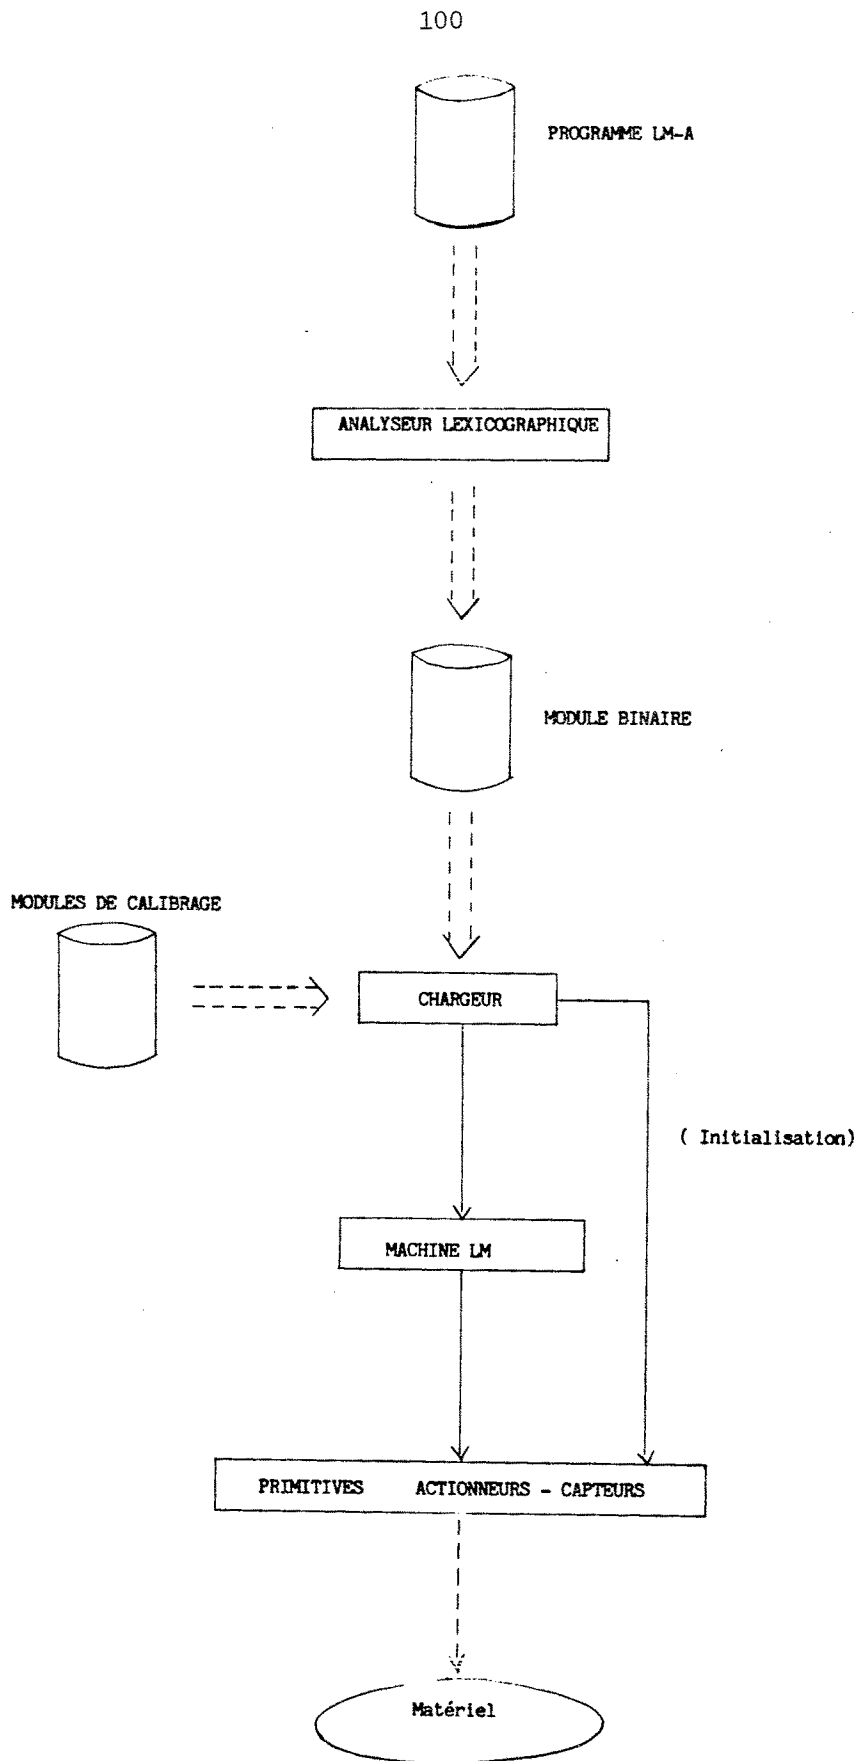 100
PROGRAMME LM-A
ANALYSEUR LEXICOGRAPHIQUE
MODULE BINAIRE
MODULES DE CALIBRAGE
CHARGEUR
( Initialisation)
MACHINE LM
PRIMITIVES ACTIONNEURS - CAPTEURS
Matériel